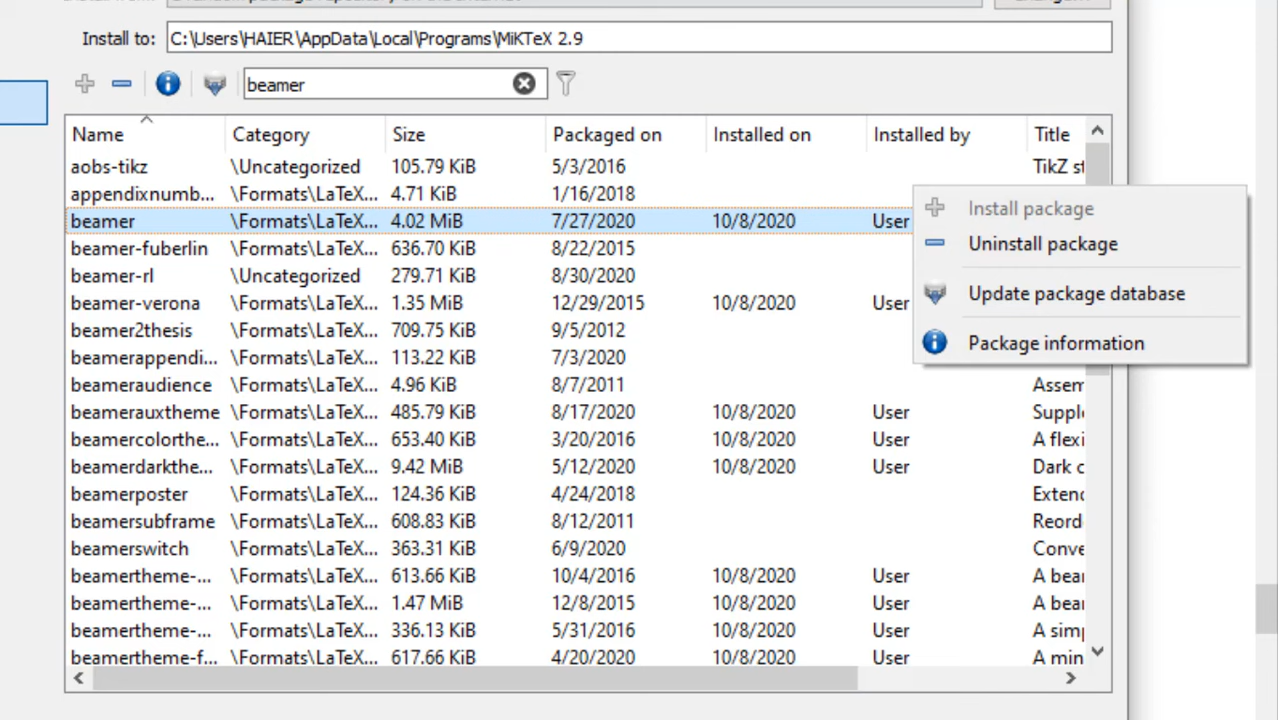 Install to: C:\Users\HAIER\AppData\Local\Programs\MiKTeX 2.9
beamer
Name Category Size Packaged on Installed on Installed by Title
aobs-tikz \Uncategorized 105.79 KiB 5/3/2016 TikZ st
appendixnumb... \Formats\LaTeX... 4.71 KiB 1/16/2018
Install package
beamer \Formats\LaTeX... 4.02 MiB 7/27/2020 10/8/2020 User
Uninstall package
beamer-fuberlin \Formats\LaTeX... 636.70 KiB 8/22/2015
beamer-rl \Uncategorized 279.71 KiB 8/30/2020
Update package database
beamer-verona \Formats\LaTeX... 1.35 MiB 12/29/2015 10/8/2020 User
beamer2thesis \Formats\LaTeX... 709.75 KiB 9/5/2012
Package information
beamerappendi... \Formats\LaTeX... 113.22 KiB 7/3/2020
beameraudience \Formats\LaTeX... 4.96 KiB 8/7/2011 Assem
beamerauxtheme \Formats\LaTeX... 485.79 KiB 8/17/2020 10/8/2020 User Supple
beamercolorthe... \Formats\LaTeX... 653.40 KiB 3/20/2016 10/8/2020 User A flexi
beamerdarkthe... \Formats\LaTeX... 9.42 MiB 5/12/2020 10/8/2020 User Dark c
beamerposter \Formats\LaTeX... 124.36 KiB 4/24/2018 Extend
beamersubframe \Formats\LaTeX... 608.83 KiB 8/12/2011 Reord
beamerswitch \Formats\LaTeX... 363.31 KiB 6/9/2020 Conve
beamertheme-... \Formats\LaTeX... 613.66 KiB 10/4/2016 10/8/2020 User A bear
beamertheme-... \Formats\LaTeX... 1.47 MiB 12/8/2015 10/8/2020 User A bear
beamertheme-... \Formats\LaTeX... 336.13 KiB 5/31/2016 10/8/2020 User A simp
beamertheme-f... \Formats\LaTeX... 617.66 KiB 4/20/2020 10/8/2020 User A min